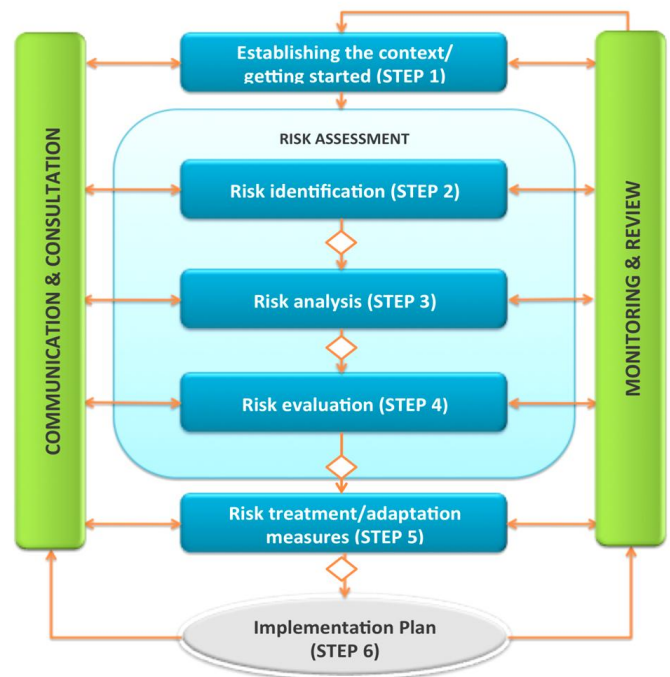 Establishing the context/
getting started (STEP 1)
RISK ASSESSMENT
Risk identification (STEP 2)
Risk analysis (STEP 3)
Risk evaluation (STEP 4)
Risk treatment/adaptation
measures (STEP 5)
Implementation Plan
(STEP 6)
COMMUNICATION & CONSULTATION
MONITORING & REVIEW